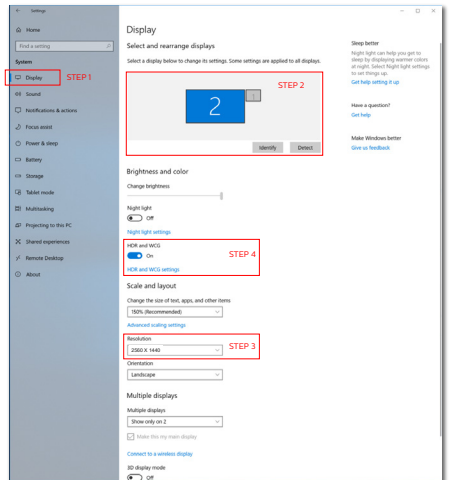 Settings
Home
Find a setting
System
Display
STEP 1
Sound
Notifications & actions
Focus assist
Power & sleep
Battery
Storage
Tablet mode
Multitasking
Projecting to this PC
Shared experiences
Remote Desktop
About
Display
Select and rearrange displays
Select a display below to change its settings. Some settings are applied to all displays.
STEP 2
2
1
Identify
Detect
Brightness and color
Change brightness
Night light
Off
Night light settings
HDR and WCG
On
STEP 4
HDR and WCG settings
Scale and layout
Change the size of text, apps, and other items
150% (Recommended)
Advanced scaling settings
Resolution
2560 X 1440
STEP 3
Orientation
Landscape
Multiple displays
Multiple displays
Show only on 2
Make this my main display
Connect to a wireless display
3D display mode
Off
Sleep better
Night light can help you get to
sleep by displaying warmer colors
at night. Select Night light settings
to set things up.
Get help setting it up
Have a question?
Get help
Make Windows better
Give us feedback